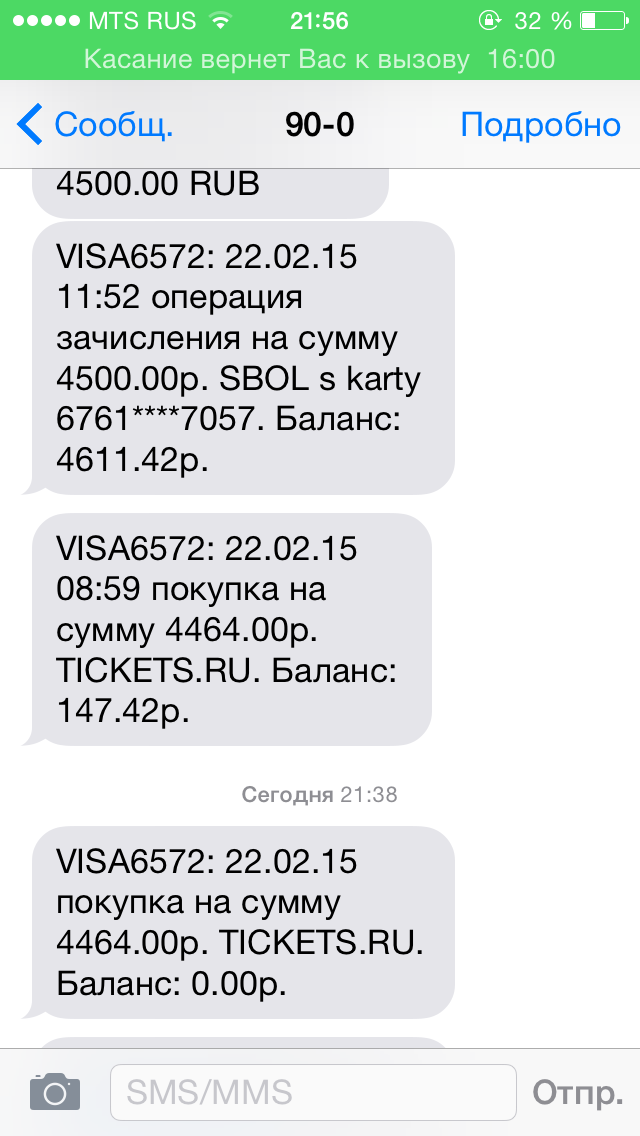 MTS RUS 21:56 32 %
Касание вернет Вас к вызову 16:00
Сообщ. 90-0 Подробно
4500.00 RUB
VISA6572: 22.02.15
11:52 операция
зачисления на сумму
4500.00р. SBOL s karty
6761****7057. Баланс:
4611.42р.
VISA6572: 22.02.15
08:59 покупка на
сумму 4464.00р.
TICKETS.RU. Баланс:
147.42р.
Сегодня 21:38
VISA6572: 22.02.15
покупка на сумму
4464.00р. TICKETS.RU.
Баланс: 0.00р.
SMS/MMS Отпр.